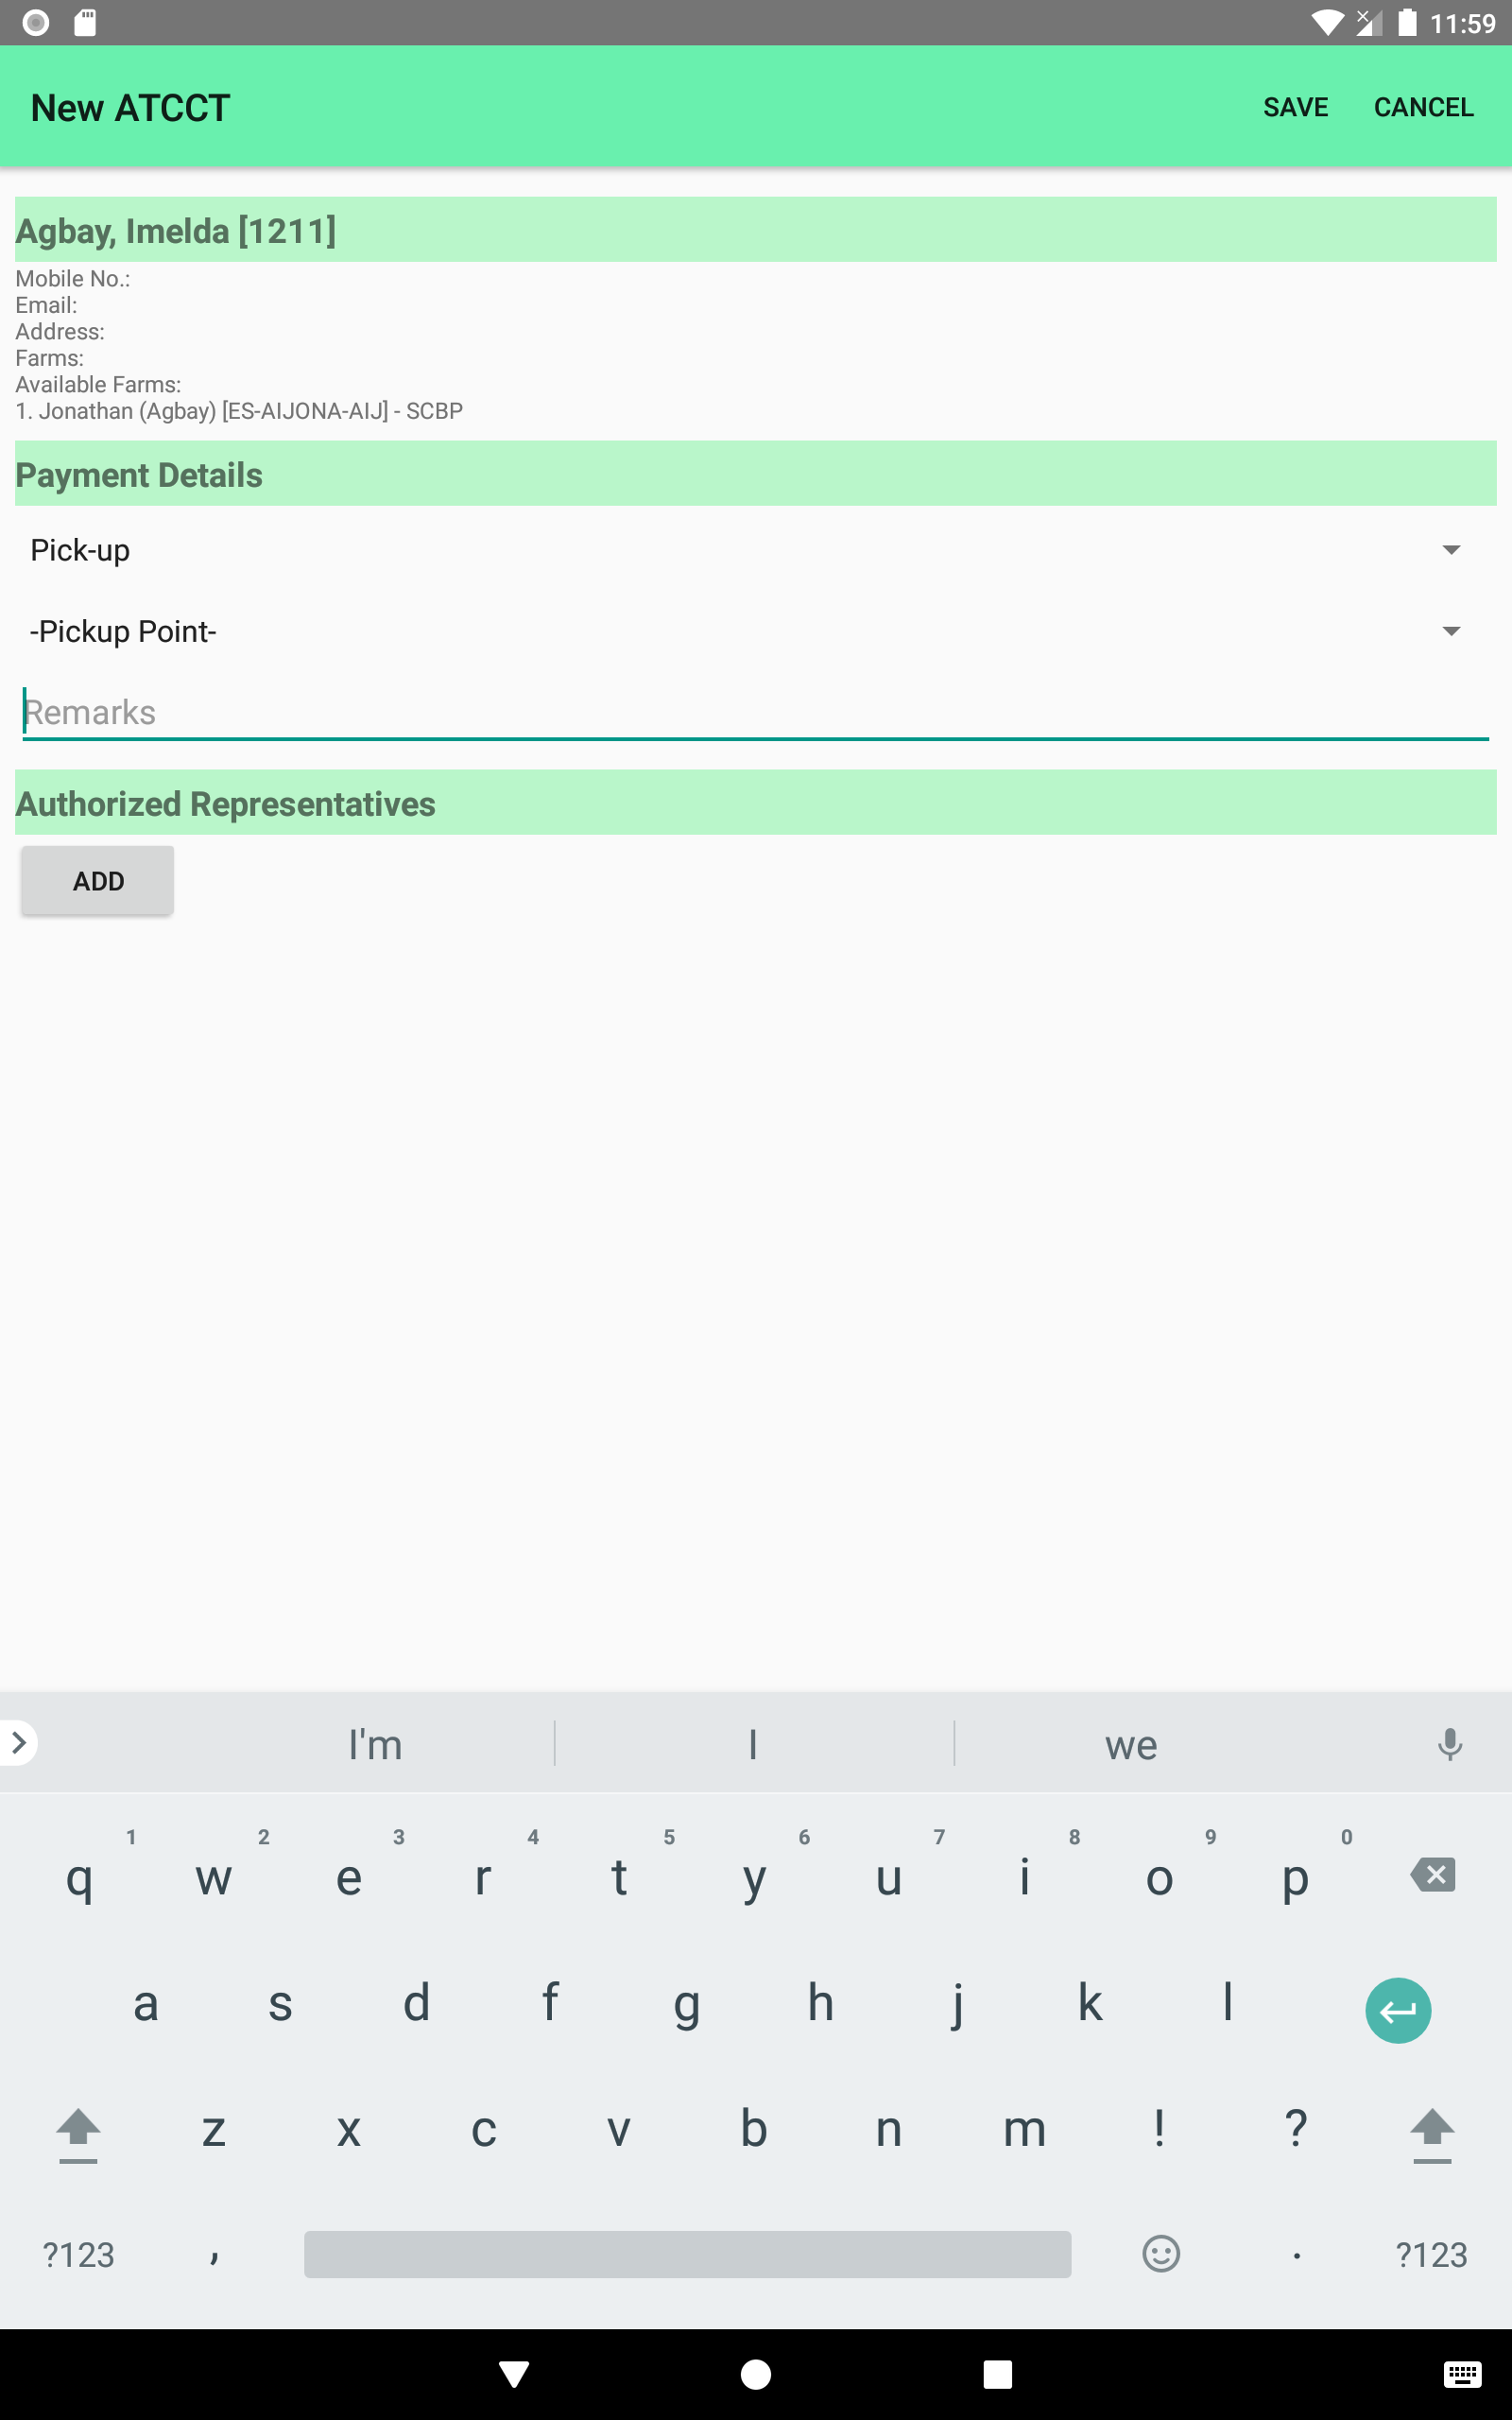 11:59
New ATCCT
SAVE CANCEL
Agbay, Imelda [1211]
Mobile No.:
Email:
Address:
Farms:
Available Farms:
1. Jonathan (Agbay) [ES-AIJONA-AIJ] - SCBP
Payment Details
Pick-up
-Pickup Point-
Remarks
Authorized Representatives
ADD
I'm I we
1 2 3 4 5 6 7 8 9 0
q w e r t y u i o p
a s d f g h j k l
z x c v b n m ! ?
?123 , . ?123